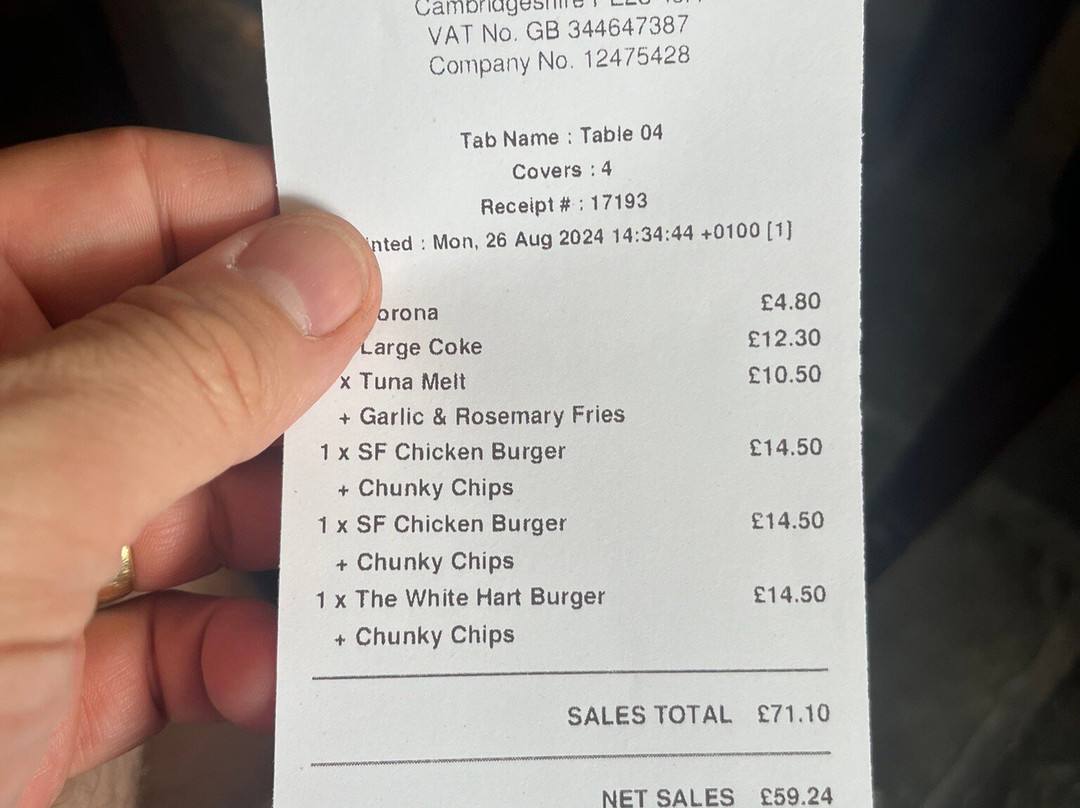 Cambridgeshire
VAT No. GB 344647387
Company No. 12475428
Tab Name : Table 04
Covers : 4
Receipt # : 17193
inted : Mon, 26 Aug 2024 14:34:44 +0100 [1]
orona £4.80
Large Coke £12.30
x Tuna Melt £10.50
+ Garlic & Rosemary Fries
1 x SF Chicken Burger £14.50
+ Chunky Chips
1 x SF Chicken Burger £14.50
+ Chunky Chips
1 x The White Hart Burger £14.50
+ Chunky Chips
SALES TOTAL £71.10
NET SALES £59.24